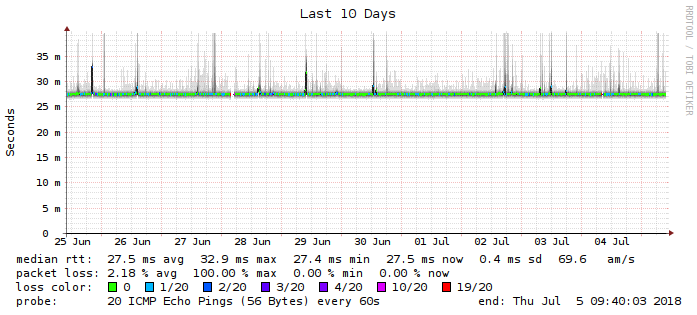 Last 10 Days
RRDTOOL / TOBI OETIKER
Seconds
35 m
30 m
25 m
20 m
15 m
10 m
5 m
0
25 Jun 26 Jun 27 Jun 28 Jun 29 Jun 30 Jun 01 Jul 02 Jul 03 Jul 04 Jul
median rtt: 27.5 ms avg 32.9 ms max 27.4 ms min 27.5 ms now 0.4 ms sd 69.6 am/s
packet loss: 2.18 % avg 100.00 % max 0.00 % min 0.00 % now
loss color: 0 1/20 2/20 3/20 4/20 10/20 19/20
probe: 20 ICMP Echo Pings (56 Bytes) every 60s end: Thu Jul 5 09:40:03 2018